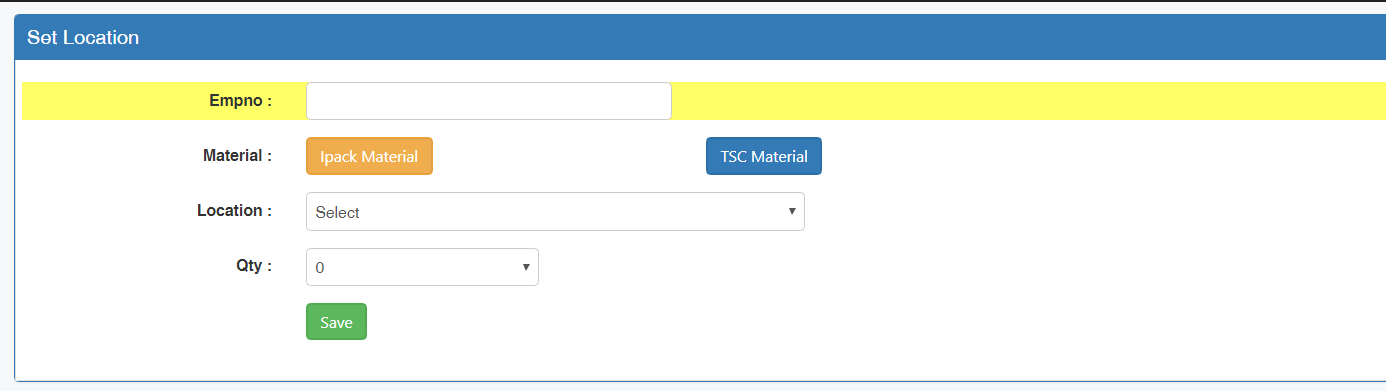 Set Location
Empno :
Material : Ipack Material TSC Material
Location : Select
Qty : 0
Save